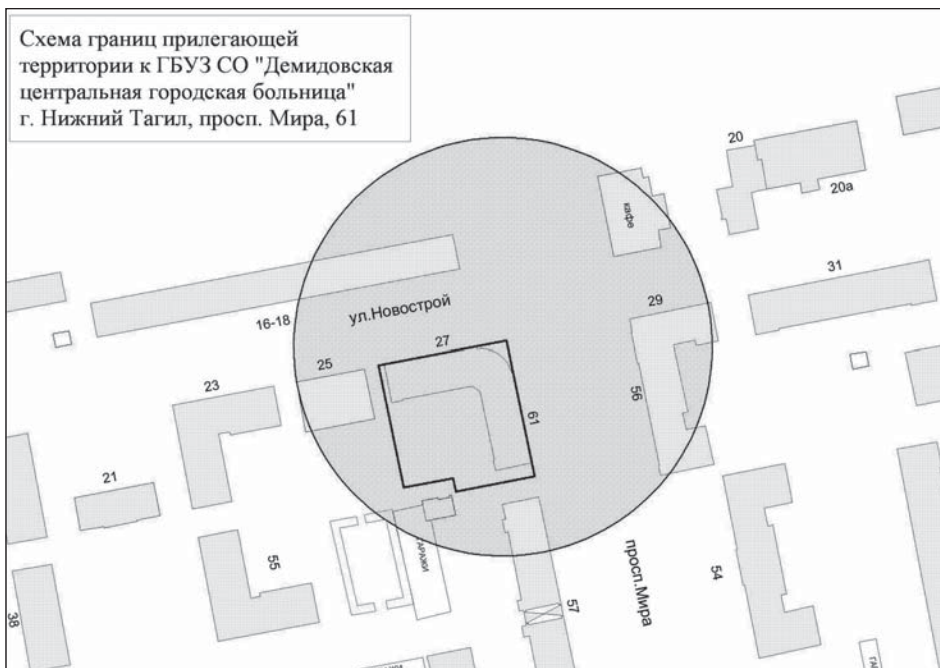 Схема границ прилегающей
территории к ГБУЗ СО "Демидовская
центральная городская больница"
г. Нижний Тагил, просп. Мира, 61
20
20а
кафе
31
29
ул.Новострой
16-18
27
25
23
56
61
21
55
ГАРАЖИ
просп.Мира
54
57
38